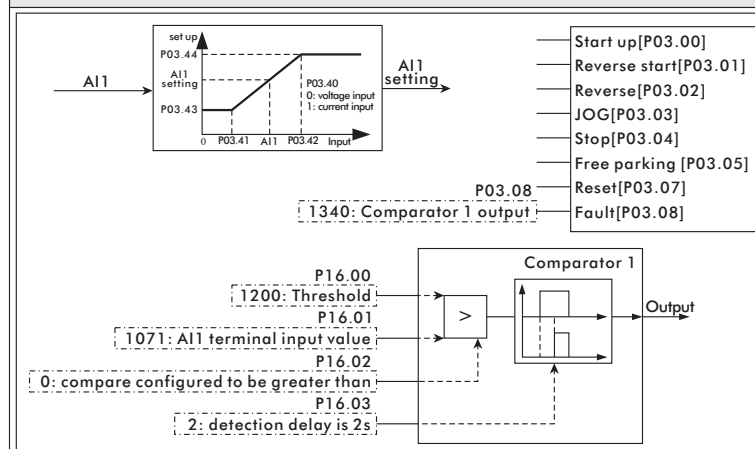 set up
P03.44
AI1
setting
P03.43
P03.40
0: voltage input
1: current input
0
P03.41
AI1
P03.42
Input
AI1
AI1
setting
Start up[P03.00]
Reverse start[P03.01]
Reverse[P03.02]
JOG[P03.03]
Stop[P03.04]
Free parking [P03.05]
Reset[P03.07]
Fault[P03.08]
P03.08
1340: Comparator 1 output
Comparator 1
P16.00
1200: Threshold
P16.01
1071: AI1 terminal input value
P16.02
0: compare configured to be greater than
P16.03
2: detection delay is 2s
>
Output